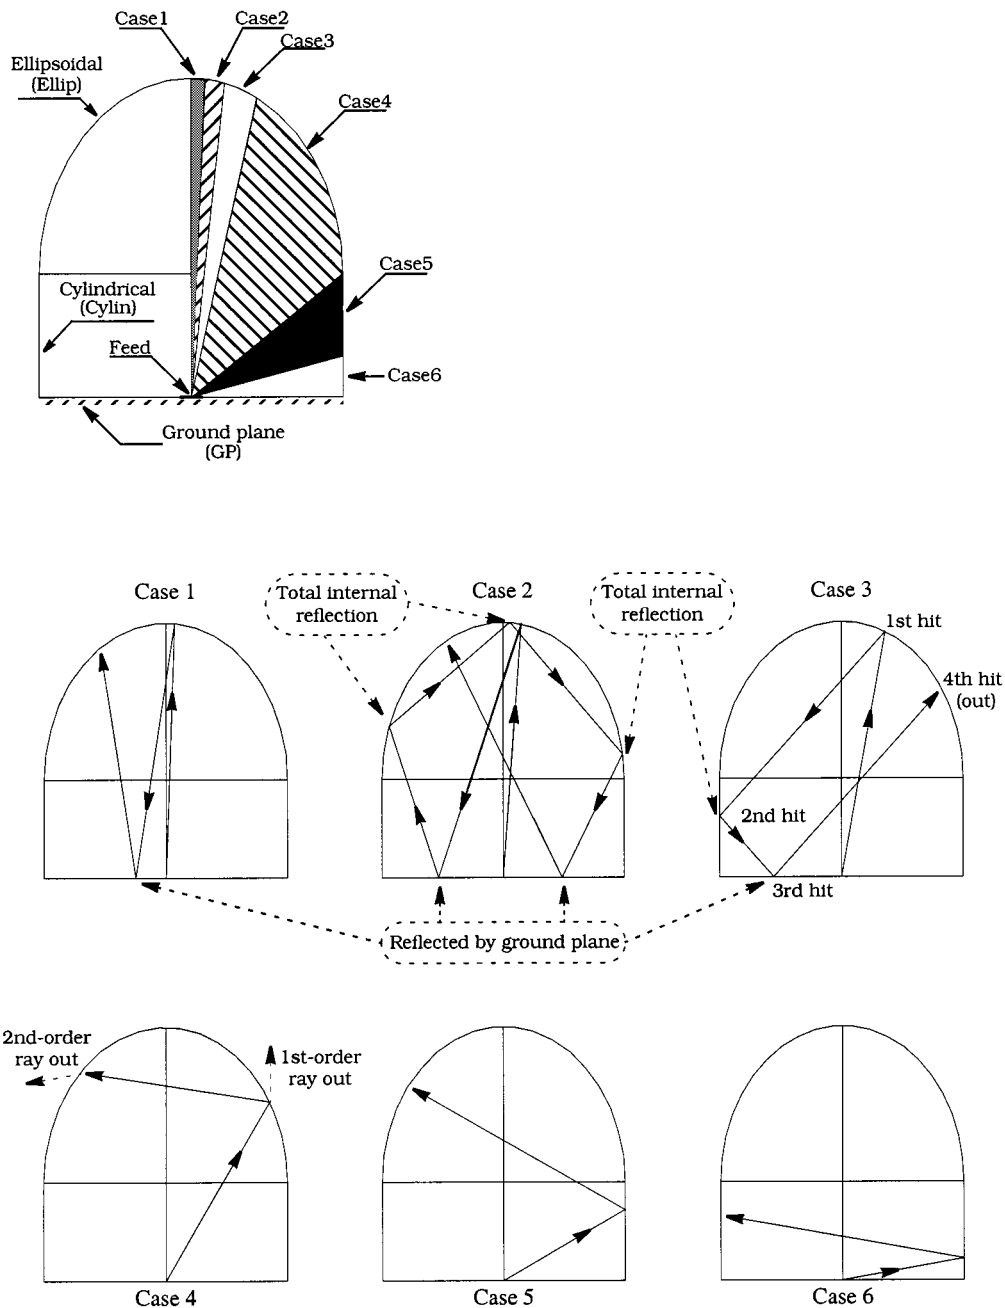 Case1
Case2
Case3
Ellipsoidal
(Ellip)
Case4
Case5
Cylindrical
(Cylin)
Feed
Case6
Ground plane
(GP)
Case 1
Total internal
reflection
Case 2
Total internal
reflection
Case 3
1st hit
4th hit
(out)
2nd hit
3rd hit
Reflected by ground plane
2nd-order
ray out
1st-order
ray out
Case 4
Case 5
Case 6